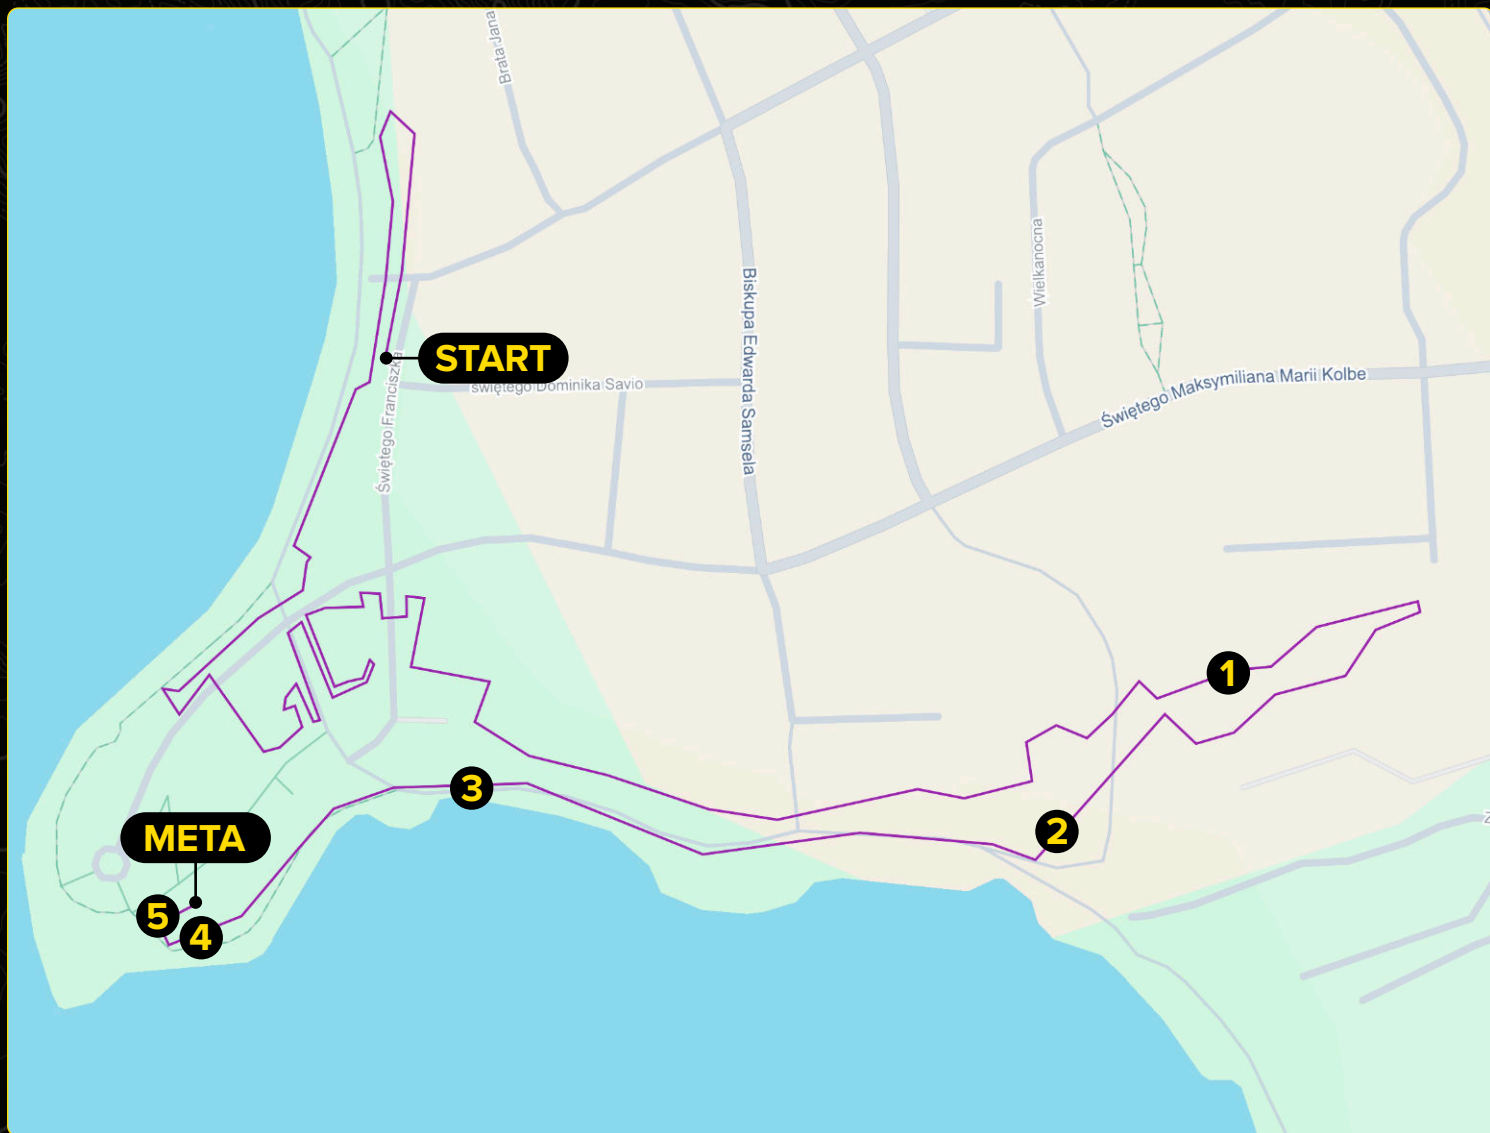 Brata Jana
Wielkanocna
Biskupa Edwarda Samsela
START
świętego Dominika Savio
Świętego Franciszka
Świętego Maksymiliana Marii Kolbe
1
3
2
META
5
4